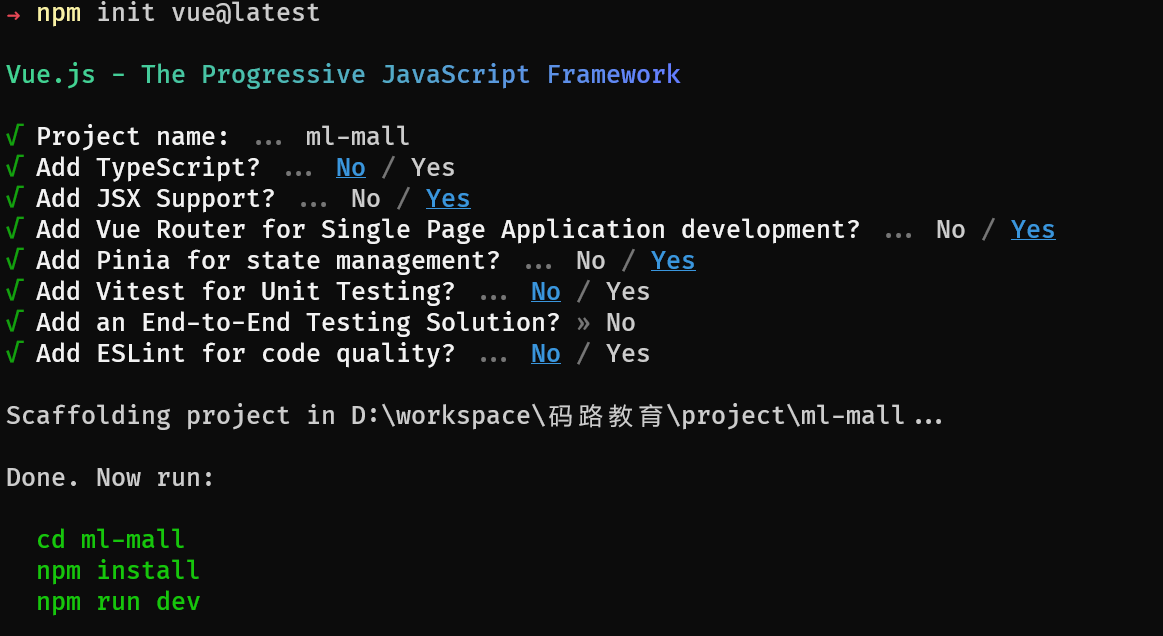 → npm init vue@latest
Vue.js - The Progressive JavaScript Framework
√ Project name: ... ml-mall
√ Add TypeScript? ... No / Yes
√ Add JSX Support? ... No / Yes
√ Add Vue Router for Single Page Application development? ... No / Yes
√ Add Pinia for state management? ... No / Yes
√ Add Vitest for Unit Testing? ... No / Yes
√ Add an End-to-End Testing Solution? » No
√ Add ESLint for code quality? ... No / Yes
Scaffolding project in D:\workspace\码路教育\project\ml-mall...
Done. Now run:
cd ml-mall
npm install
npm run dev